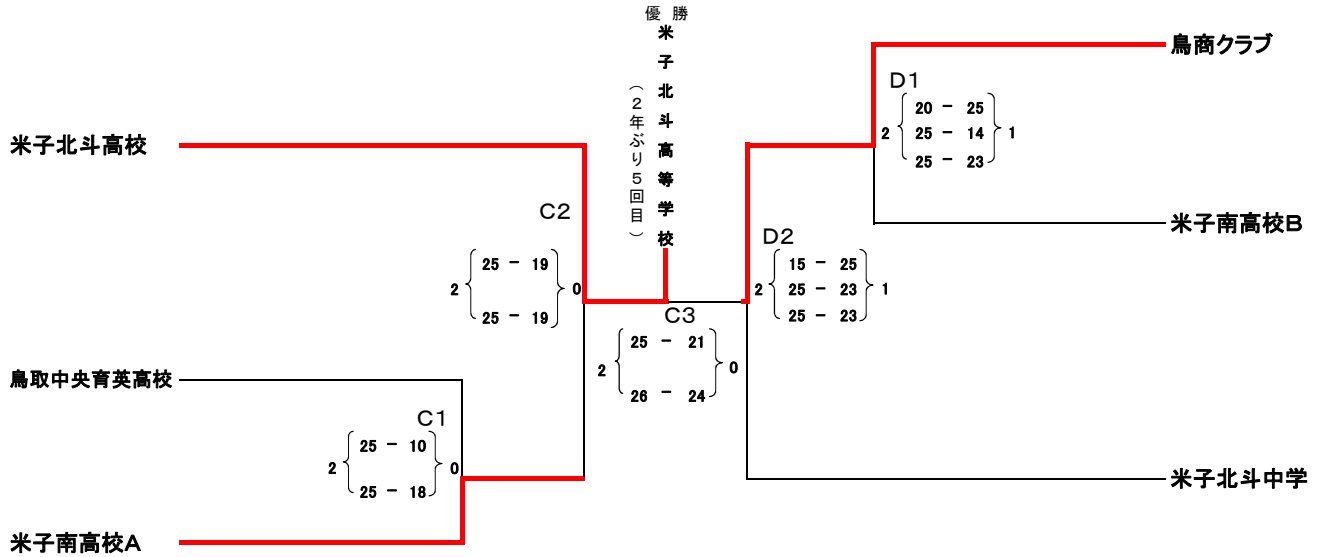 優勝
米子北斗高等学校
（２年ぶり５回目）
米子北斗高校
C2
2 25 － 19 0
25 － 19
鳥取中央育英高校
C1
2 25 － 10 0
25 － 18
米子南高校A
C3
2 25 － 21 0
26 － 24
鳥商クラブ
D1
20 － 25
2 25 － 14 1
25 － 23
米子南高校B
D2
15 － 25
2 25 － 23 1
25 － 23
米子北斗中学